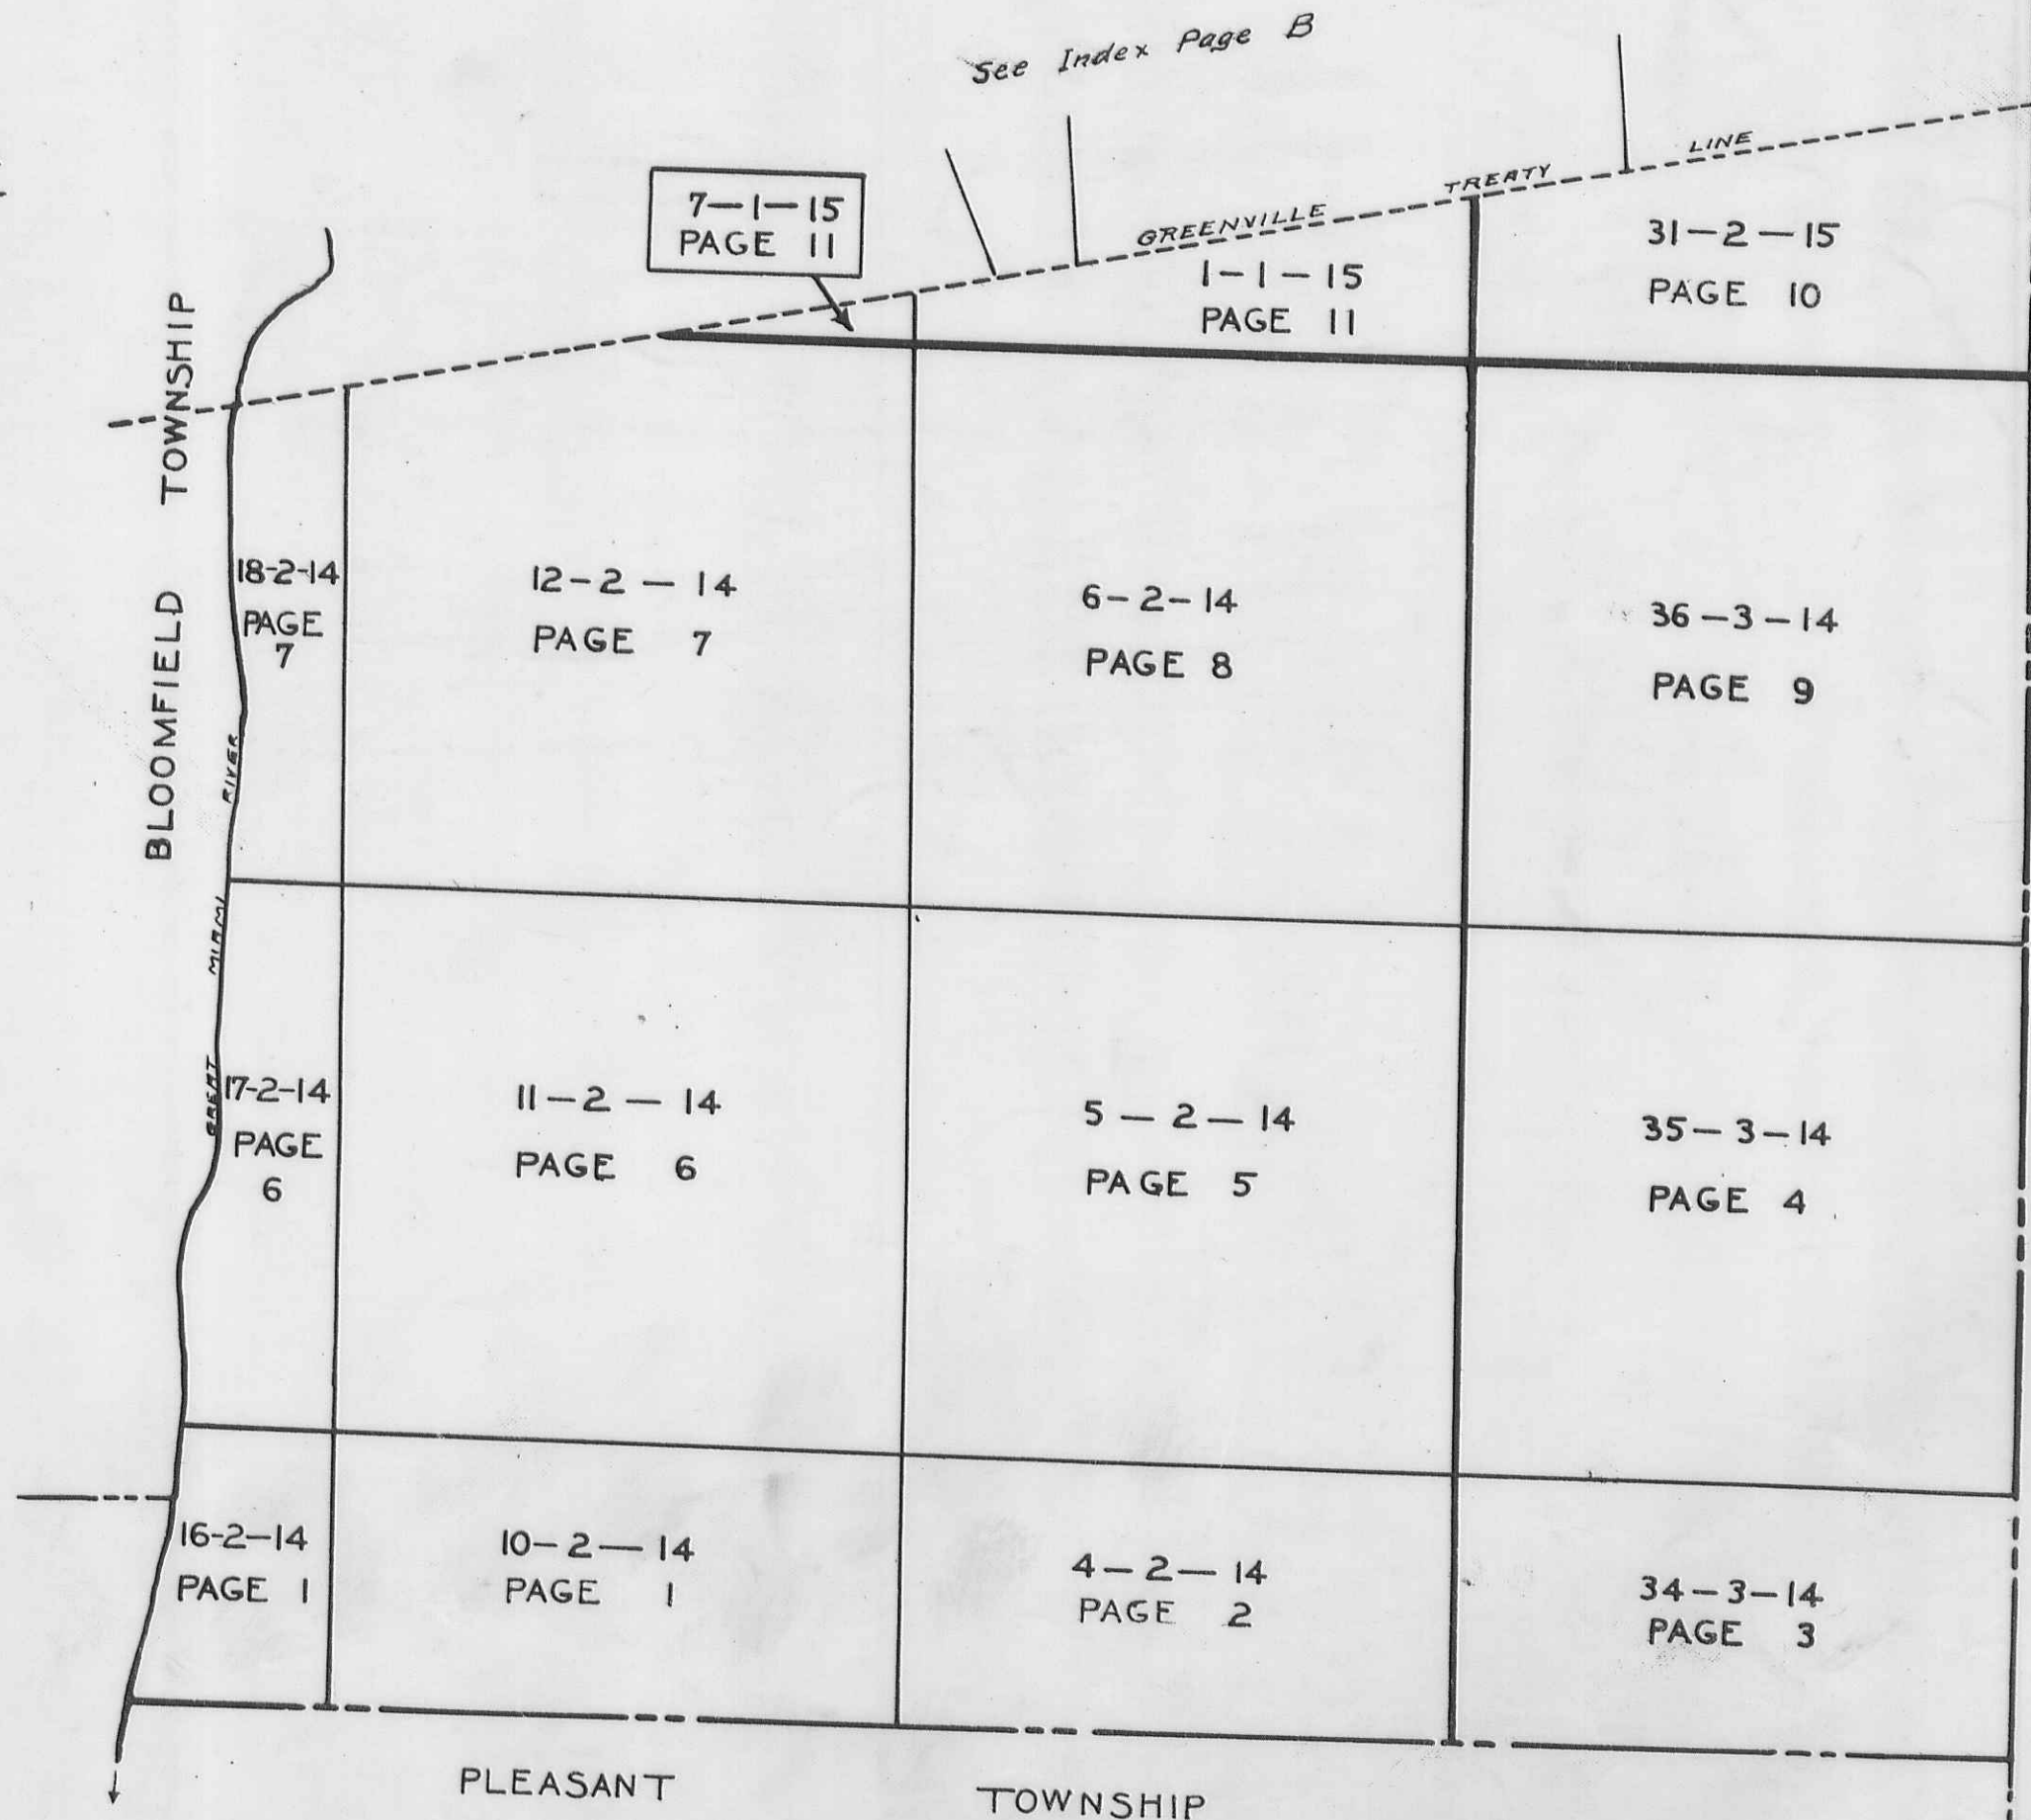 See Index Page B
7-1-15
PAGE 11
GREENVILLE TREATY LINE
1-1-15
PAGE 11
31-2-15
PAGE 10
BLOOMFIELD TOWNSHIP
18-2-14
PAGE
7
12-2-14
PAGE 7
6-2-14
PAGE 8
36-3-14
PAGE 9
GREAT MIAMI RIVER
17-2-14
PAGE
6
11-2-14
PAGE 6
5-2-14
PAGE 5
35-3-14
PAGE 4
16-2-14
PAGE 1
10-2-14
PAGE 1
4-2-14
PAGE 2
34-3-14
PAGE 3
PLEASANT TOWNSHIP